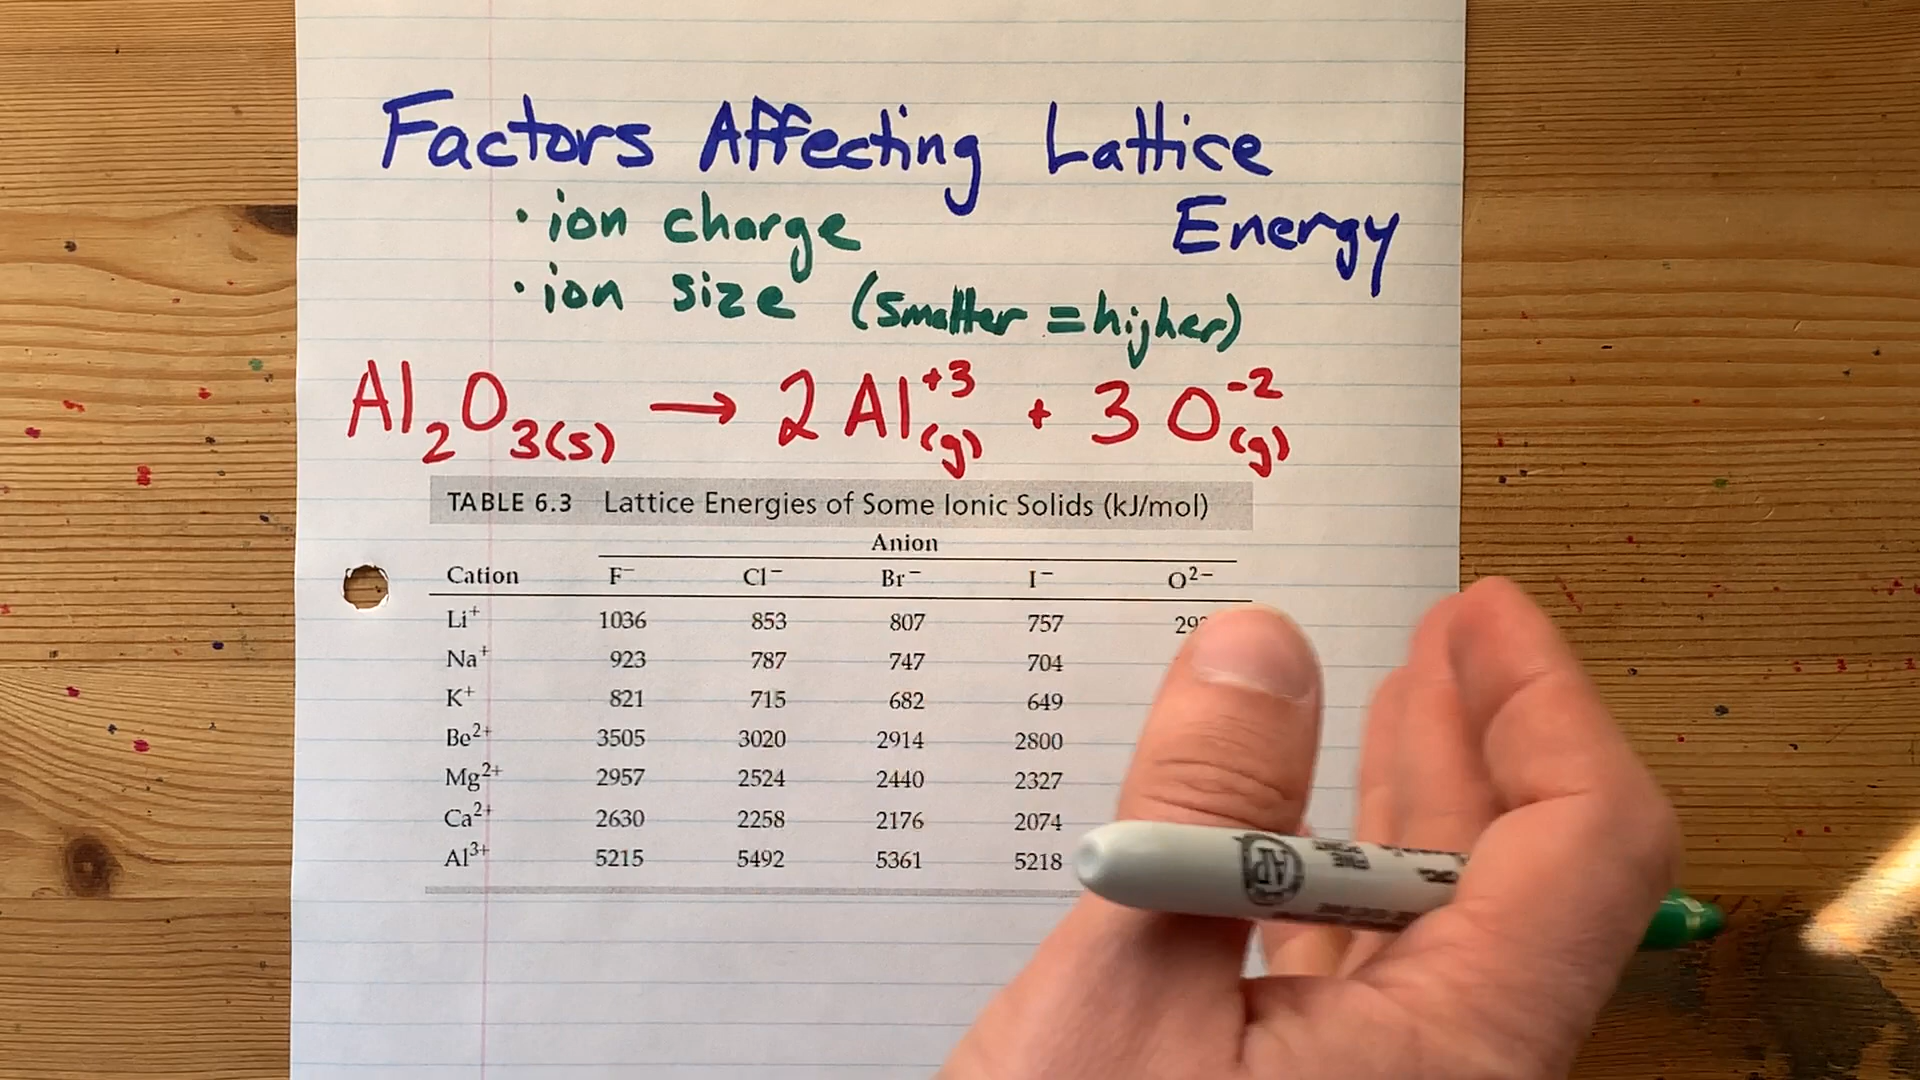 Factors Affecting Lattice
Energy
• ion charge
• ion size (smaller = higher)
Al₂O₃(s) → 2 Al⁺³(g) + 3 O⁻²(g)
TABLE 6.3 Lattice Energies of Some Ionic Solids (kJ/mol)
Anion
Cation F⁻ Cl⁻ Br⁻ I⁻ O²⁻
Li⁺ 1036 853 807 757
Na⁺ 923 787 747 704
K⁺ 821 715 682 649
Be²⁺ 3505 3020 2914 2800
Mg²⁺ 2957 2524 2440 2327
Ca²⁺ 2630 2258 2176 2074
Al³⁺ 5215 5492 5361 5218
AP
FINE
POINT